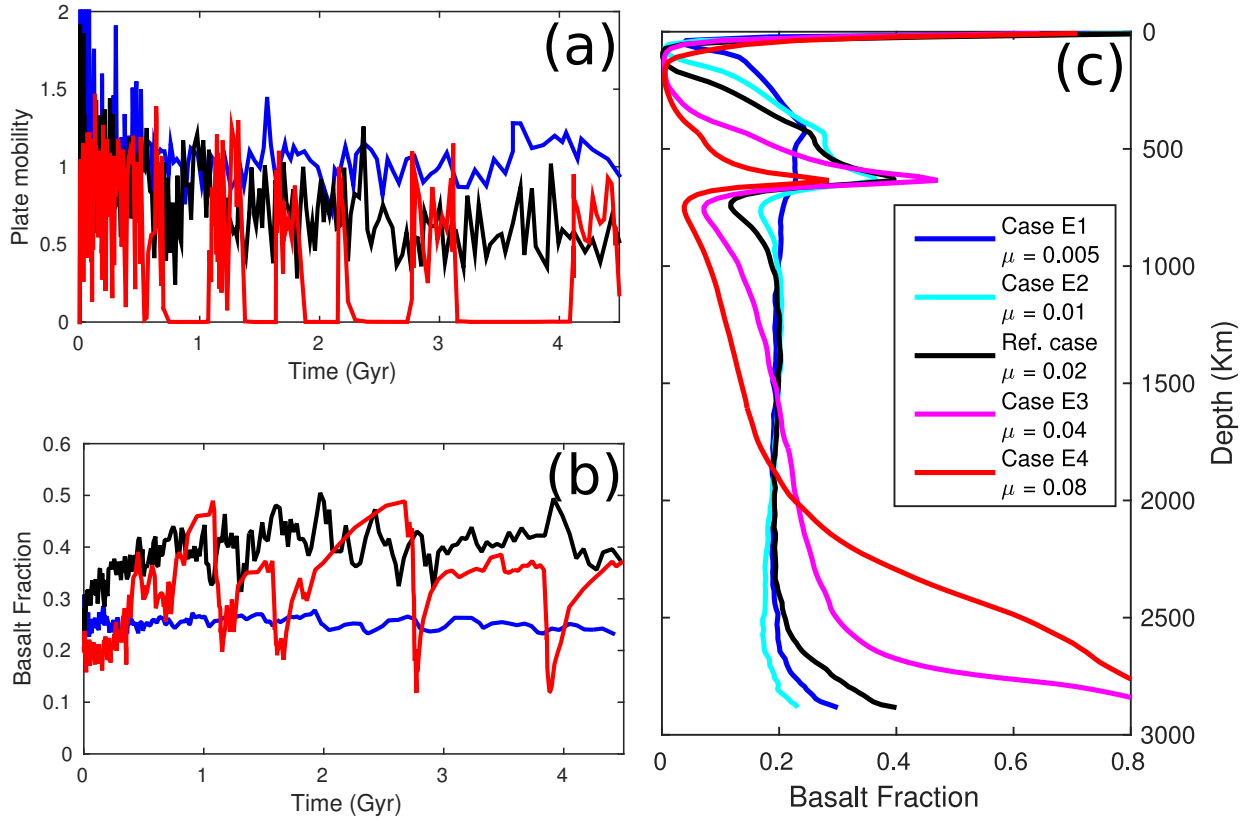 2
1.5
1
0.5
0
Plate mobility
(a)
0
1
2
3
4
Time (Gyr)
0.6
0.5
0.4
0.3
0.2
0.1
0
Basalt Fraction
(b)
0
1
2
3
4
Time (Gyr)
(c)
0
500
1000
1500
2000
2500
3000
Depth (Km)
Case E1
μ = 0.005
Case E2
μ = 0.01
Ref. case
μ = 0.02
Case E3
μ = 0.04
Case E4
μ = 0.08
0
0.2
0.4
0.6
0.8
Basalt Fraction